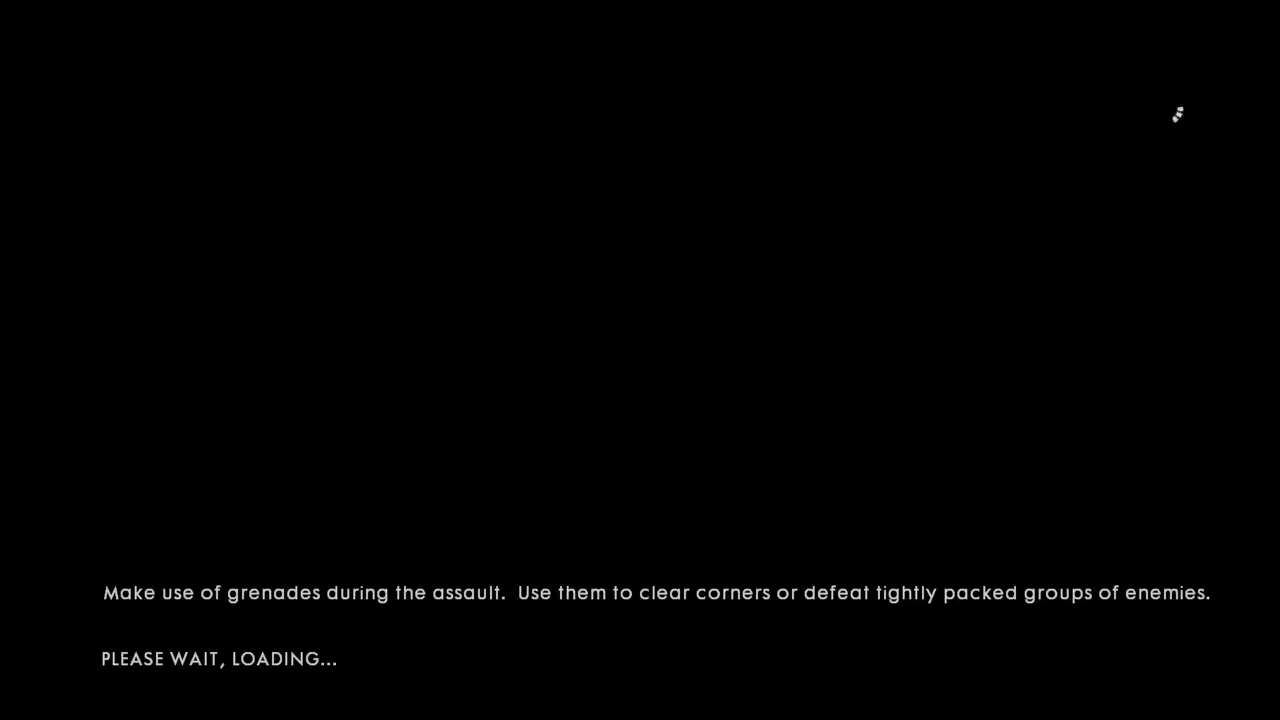 Make use of grenades during the assault.  Use them to clear corners or defeat tightly packed groups of enemies.
PLEASE WAIT, LOADING...